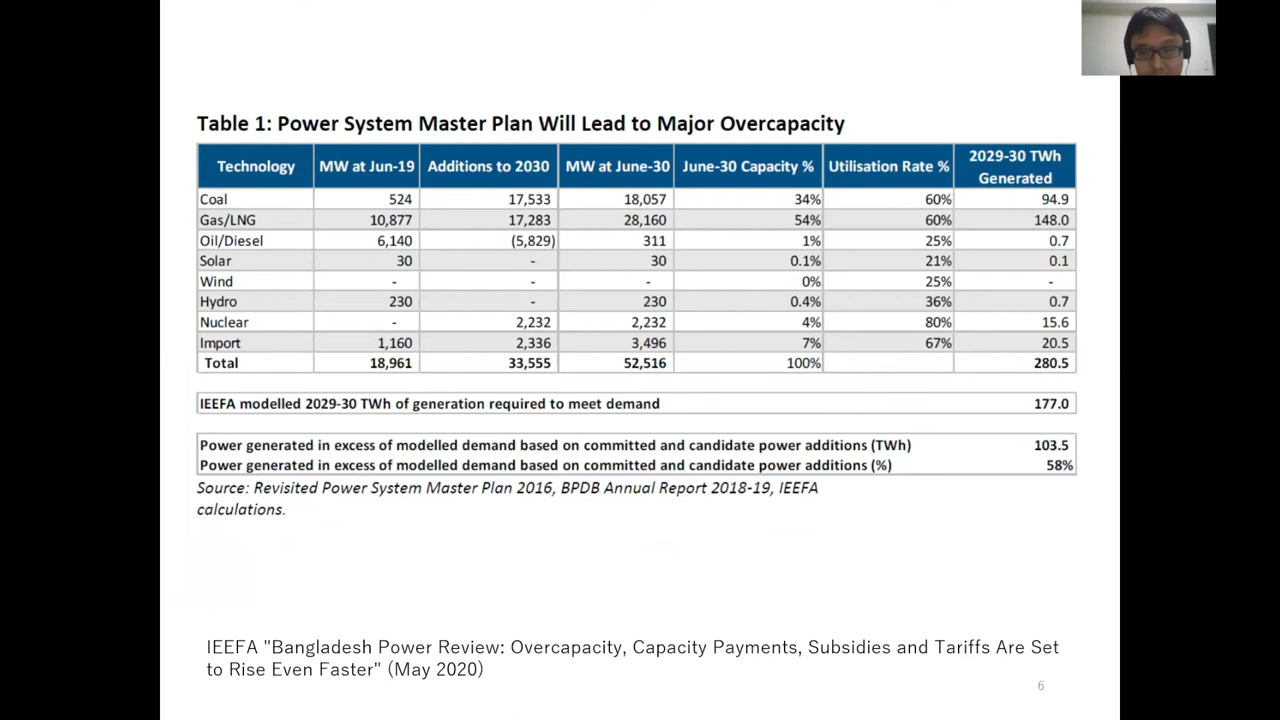 Table 1: Power System Master Plan Will Lead to Major Overcapacity
Technology MW at Jun-19 Additions to 2030 MW at June-30 June-30 Capacity % Utilisation Rate % 2029-30 TWh Generated
Coal 524 17,533 18,057 34% 60% 94.9
Gas/LNG 10,877 17,283 28,160 54% 60% 148.0
Oil/Diesel 6,140 (5,829) 311 1% 25% 0.7
Solar 30 - 30 0.1% 21% 0.1
Wind - - - 0% 25% -
Hydro 230 - 230 0.4% 36% 0.7
Nuclear - 2,232 2,232 4% 80% 15.6
Import 1,160 2,336 3,496 7% 67% 20.5
Total 18,961 33,555 52,516 100% 280.5
IEEFA modelled 2029-30 TWh of generation required to meet demand 177.0
Power generated in excess of modelled demand based on committed and candidate power additions (TWh) 103.5
Power generated in excess of modelled demand based on committed and candidate power additions (%) 58%
Source: Revisited Power System Master Plan 2016, BPDB Annual Report 2018-19, IEEFA
calculations.
IEEFA "Bangladesh Power Review: Overcapacity, Capacity Payments, Subsidies and Tariffs Are Set
to Rise Even Faster" (May 2020)
6